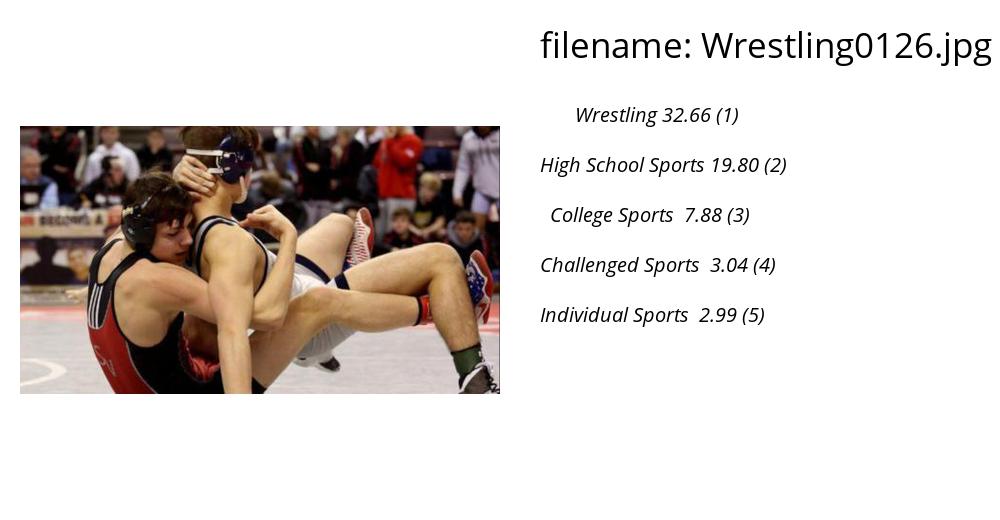 filename: Wrestling0126.jpg
Wrestling 32.66 (1)
High School Sports 19.80 (2)
College Sports 7.88 (3)
Challenged Sports 3.04 (4)
Individual Sports 2.99 (5)
BECOME A